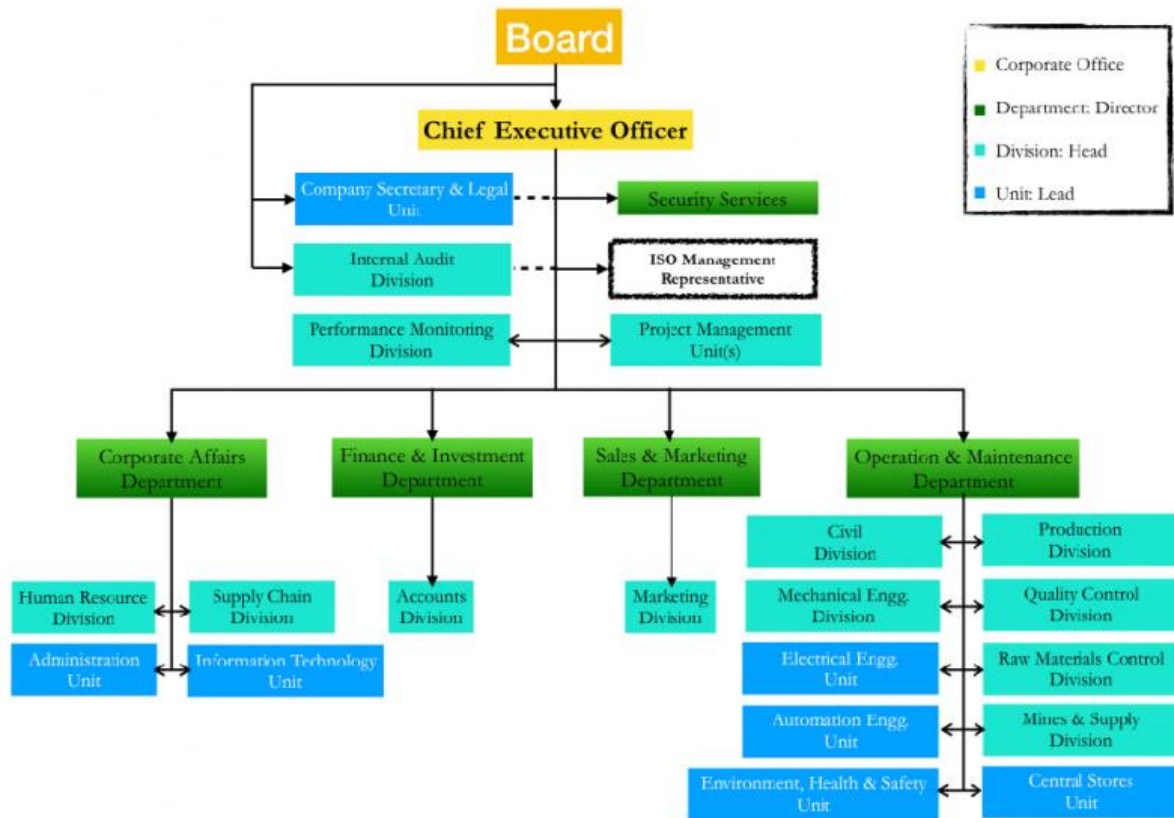 Board
Chief Executive Officer
Corporate Office
Department: Director
Division: Head
Unit: Lead
Company Secretary & Legal
Unit
Security Services
Internal Audit
Division
ISO Management
Representative
Performance Monitoring
Division
Project Management
Unit(s)
Corporate Affairs
Department
Finance & Investment
Department
Sales & Marketing
Department
Operation & Maintenance
Department
Human Resource
Division
Supply Chain
Division
Administration
Unit
Information Technology
Unit
Accounts
Division
Marketing
Division
Civil
Division
Production
Division
Mechanical Engg.
Division
Quality Control
Division
Electrical Engg.
Unit
Raw Materials Control
Division
Automation Engg.
Unit
Mines & Supply
Division
Environment, Health & Safety
Unit
Central Stores
Unit